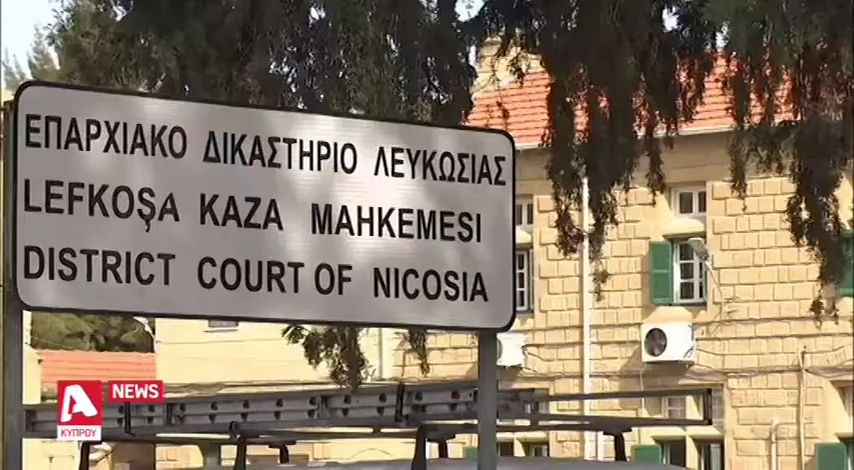 ΕΠΑΡΧΙΑΚΟ ΔΙΚΑΣΤΗΡΙΟ ΛΕΥΚΩΣΙΑΣ
LEFKOŞA KAZA MAHKEMESI
DISTRICT COURT OF NICOSIA
NEWS
ΚΥΠΡΟΥ